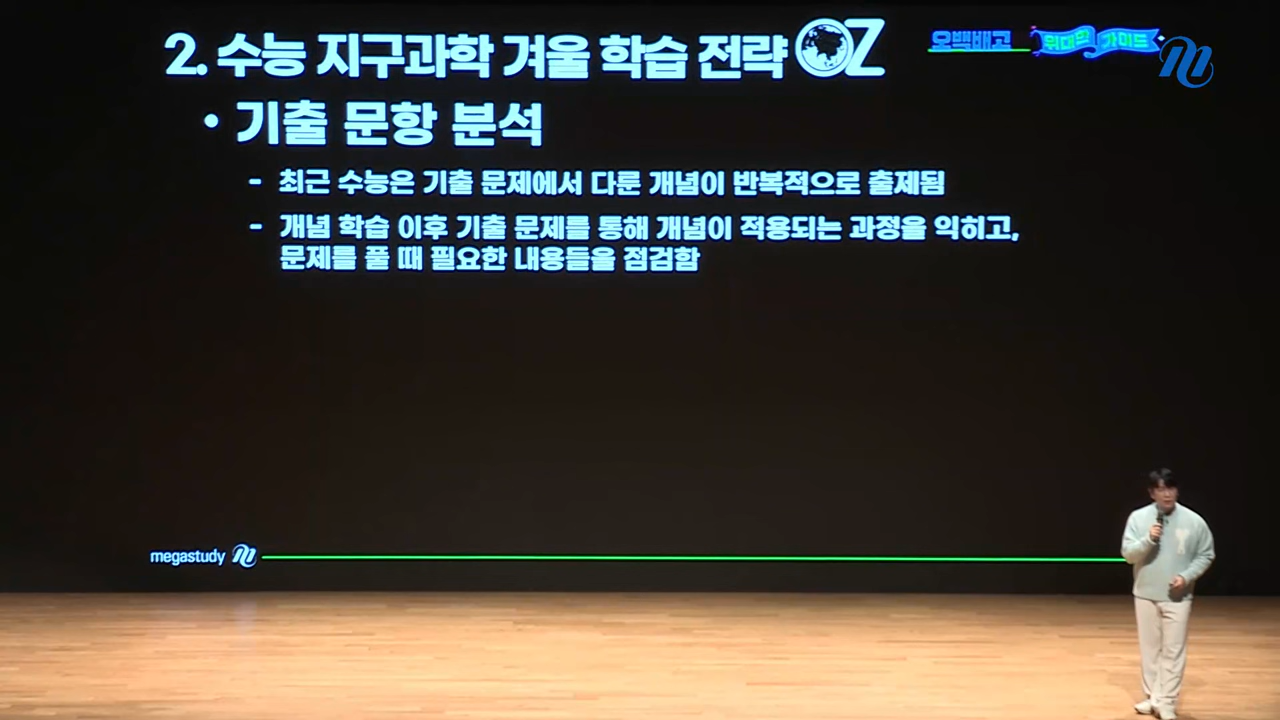 2. 수능 지구과학 겨울 학습 전략 OZ
오백배고 위대한 가이드
• 기출 문항 분석
- 최근 수능은 기출 문제에서 다룬 개념이 반복적으로 출제됨
- 개념 학습 이후 기출 문제를 통해 개념이 적용되는 과정을 익히고,
문제를 풀 때 필요한 내용들을 점검함
megastudy